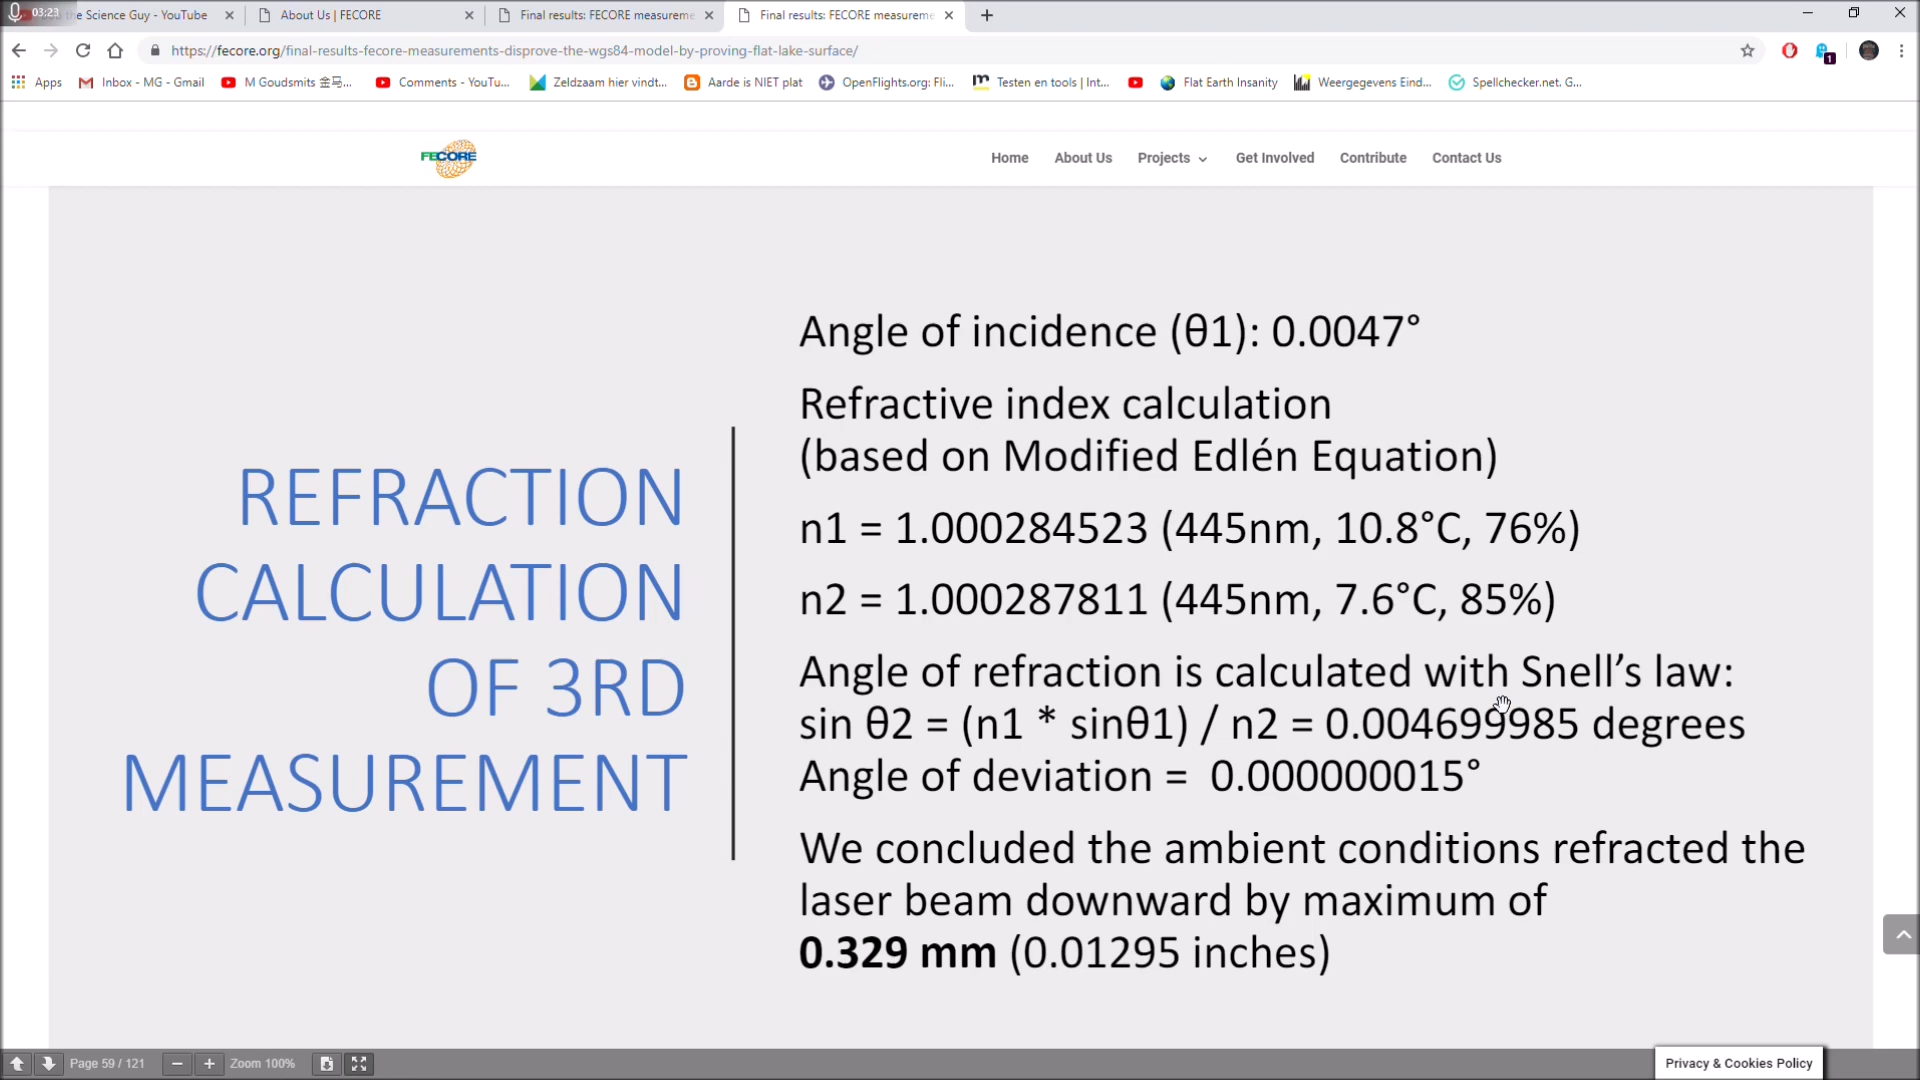 03:23
the Science Guy - YouTube
About Us | FECORE
Final results: FECORE measureme
Final results: FECORE measureme
https://fecore.org/final-results-fecore-measurements-disprove-the-wgs84-model-by-proving-flat-lake-surface/
1
Apps
Inbox - MG - Gmail
M Goudsmits 金马...
Comments - YouTu...
Zeldzaam hier vindt...
Aarde is NIET plat
OpenFlights.org: Fli...
Testen en tools | Int...
Flat Earth Insanity
Weergegevens Eind...
Spellchecker.net. G...
FECORE
Home
About Us
Projects
Get Involved
Contribute
Contact Us
REFRACTION
CALCULATION
OF 3RD
MEASUREMENT
Angle of incidence (θ1): 0.0047°
Refractive index calculation
(based on Modified Edlén Equation)
n1 = 1.000284523 (445nm, 10.8°C, 76%)
n2 = 1.000287811 (445nm, 7.6°C, 85%)
Angle of refraction is calculated with Snell’s law:
sin θ2 = (n1 * sinθ1) / n2 = 0.004699985 degrees
Angle of deviation = 0.000000015°
We concluded the ambient conditions refracted the
laser beam downward by maximum of
0.329 mm (0.01295 inches)
Page 59 / 121
Zoom 100%
Privacy & Cookies Policy